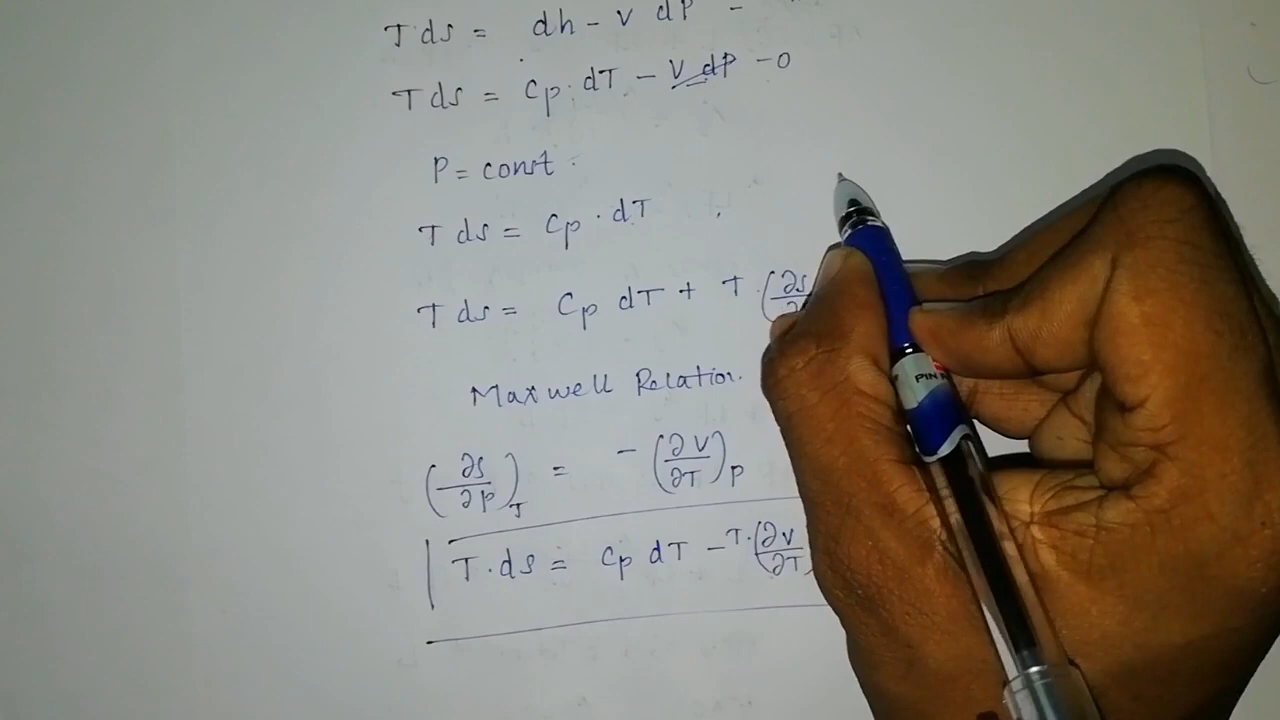 T ds = dh - v dp -
T ds = Cp. dT - V dP - 0
P = const.
T ds = Cp . dT
T ds = Cp dT + T. (∂s
Maxwell Relation.
(∂s/∂p)T = - (∂V/∂T)P
T.ds = Cp dT - T. (∂v/∂T)
PIN